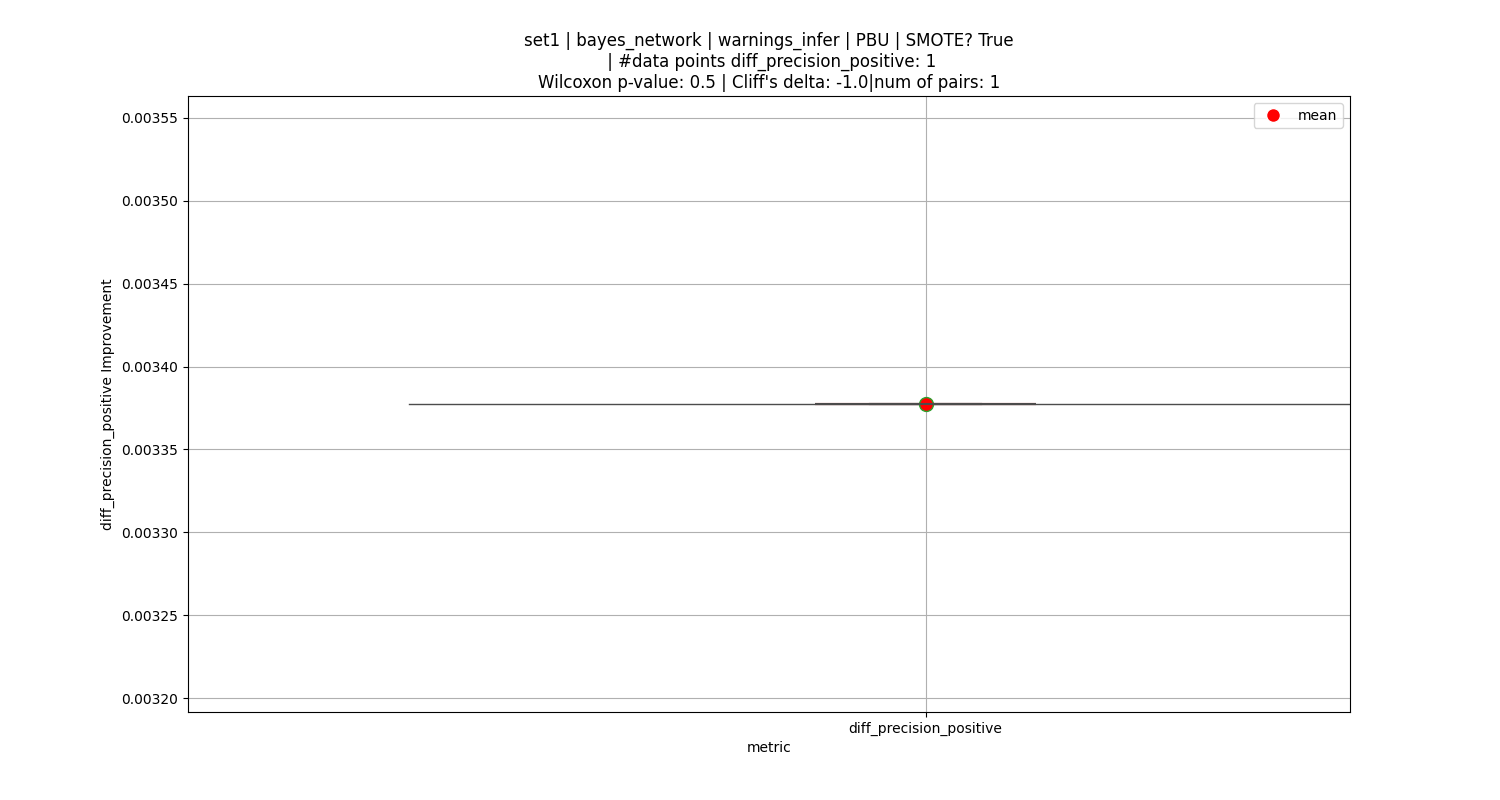 set1 | bayes_network | warnings_infer | PBU | SMOTE? True
| #data points diff_precision_positive: 1
Wilcoxon p-value: 0.5 | Cliff's delta: -1.0|num of pairs: 1
mean
0.00355
0.00350
0.00345
0.00340
0.00335
0.00330
0.00325
0.00320
diff_precision_positive Improvement
diff_precision_positive
metric